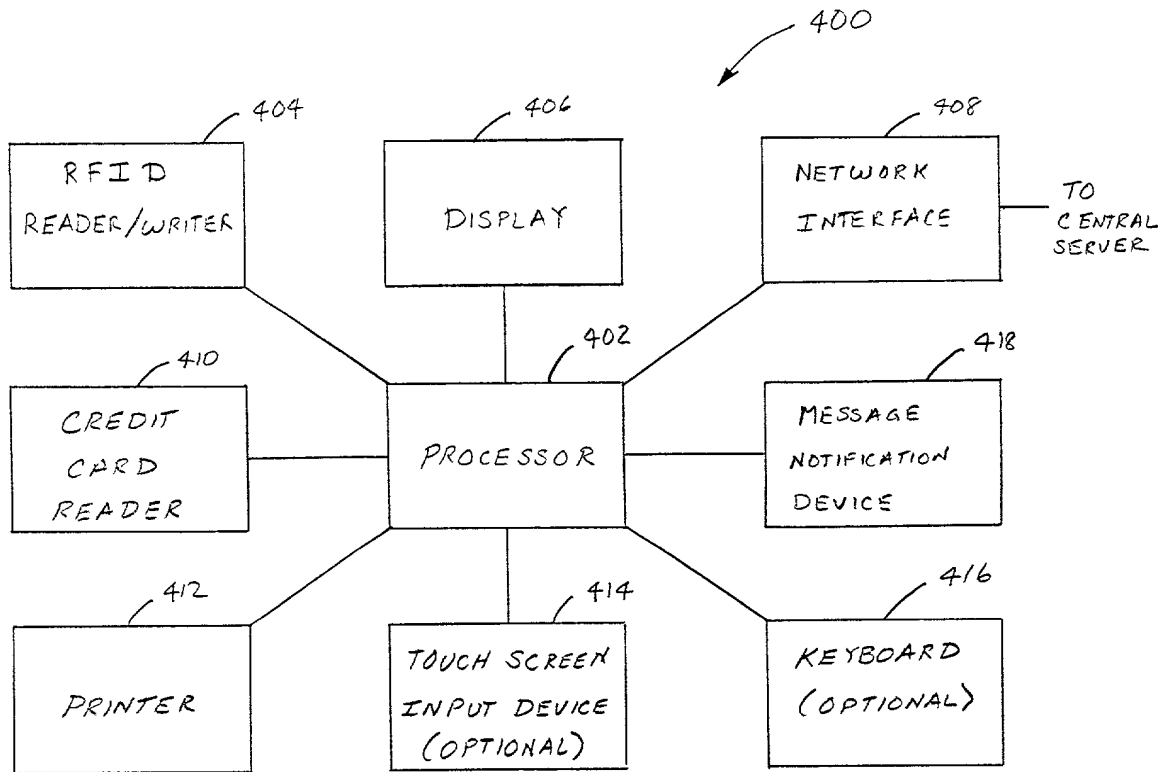 400
404
406
408
RFID
READER/WRITER
DISPLAY
NETWORK
INTERFACE
TO
CENTRAL
SERVER
410
402
418
CREDIT
CARD
READER
PROCESSOR
MESSAGE
NOTIFICATION
DEVICE
412
414
416
PRINTER
TOUCH SCREEN
INPUT DEVICE
(OPTIONAL)
KEYBOARD
(OPTIONAL)